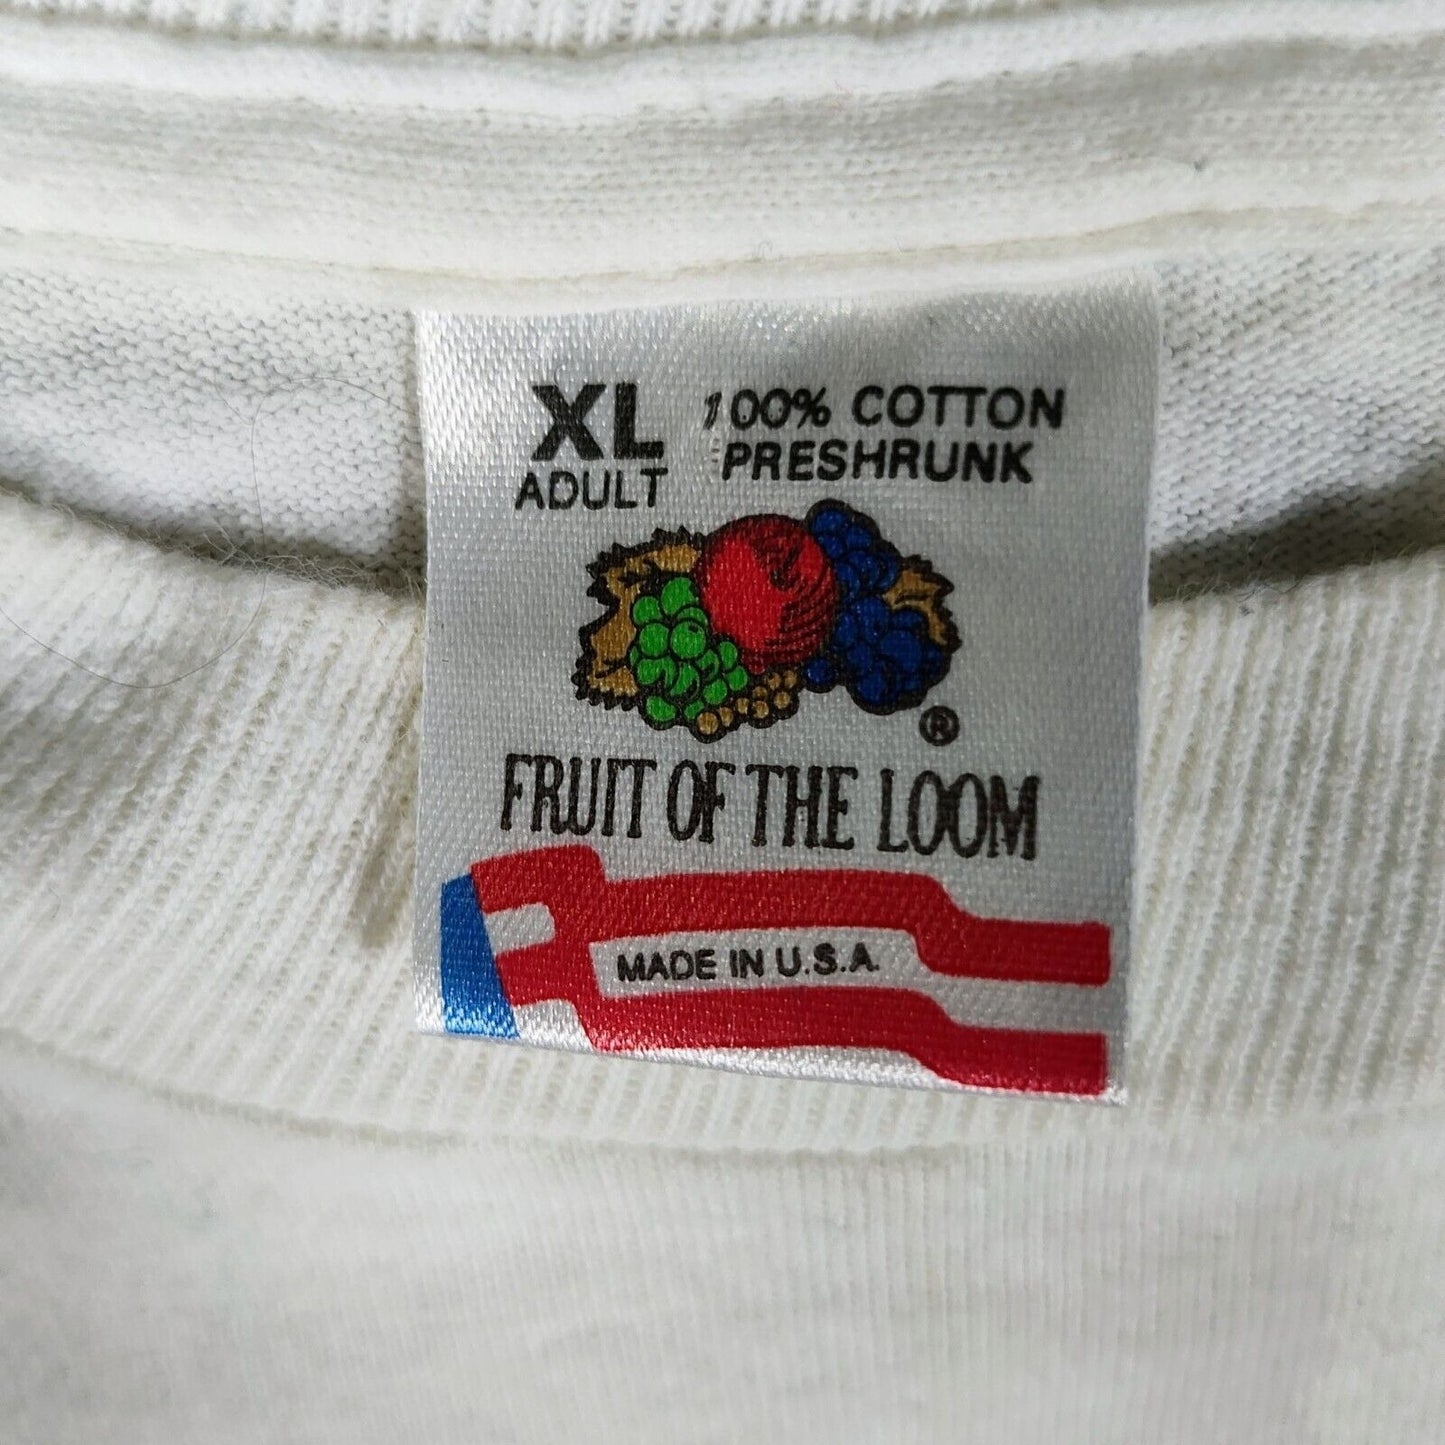 XL
ADULT
100% COTTON
PRESHRUNK
®
FRUIT OF THE LOOM
MADE IN U.S.A.